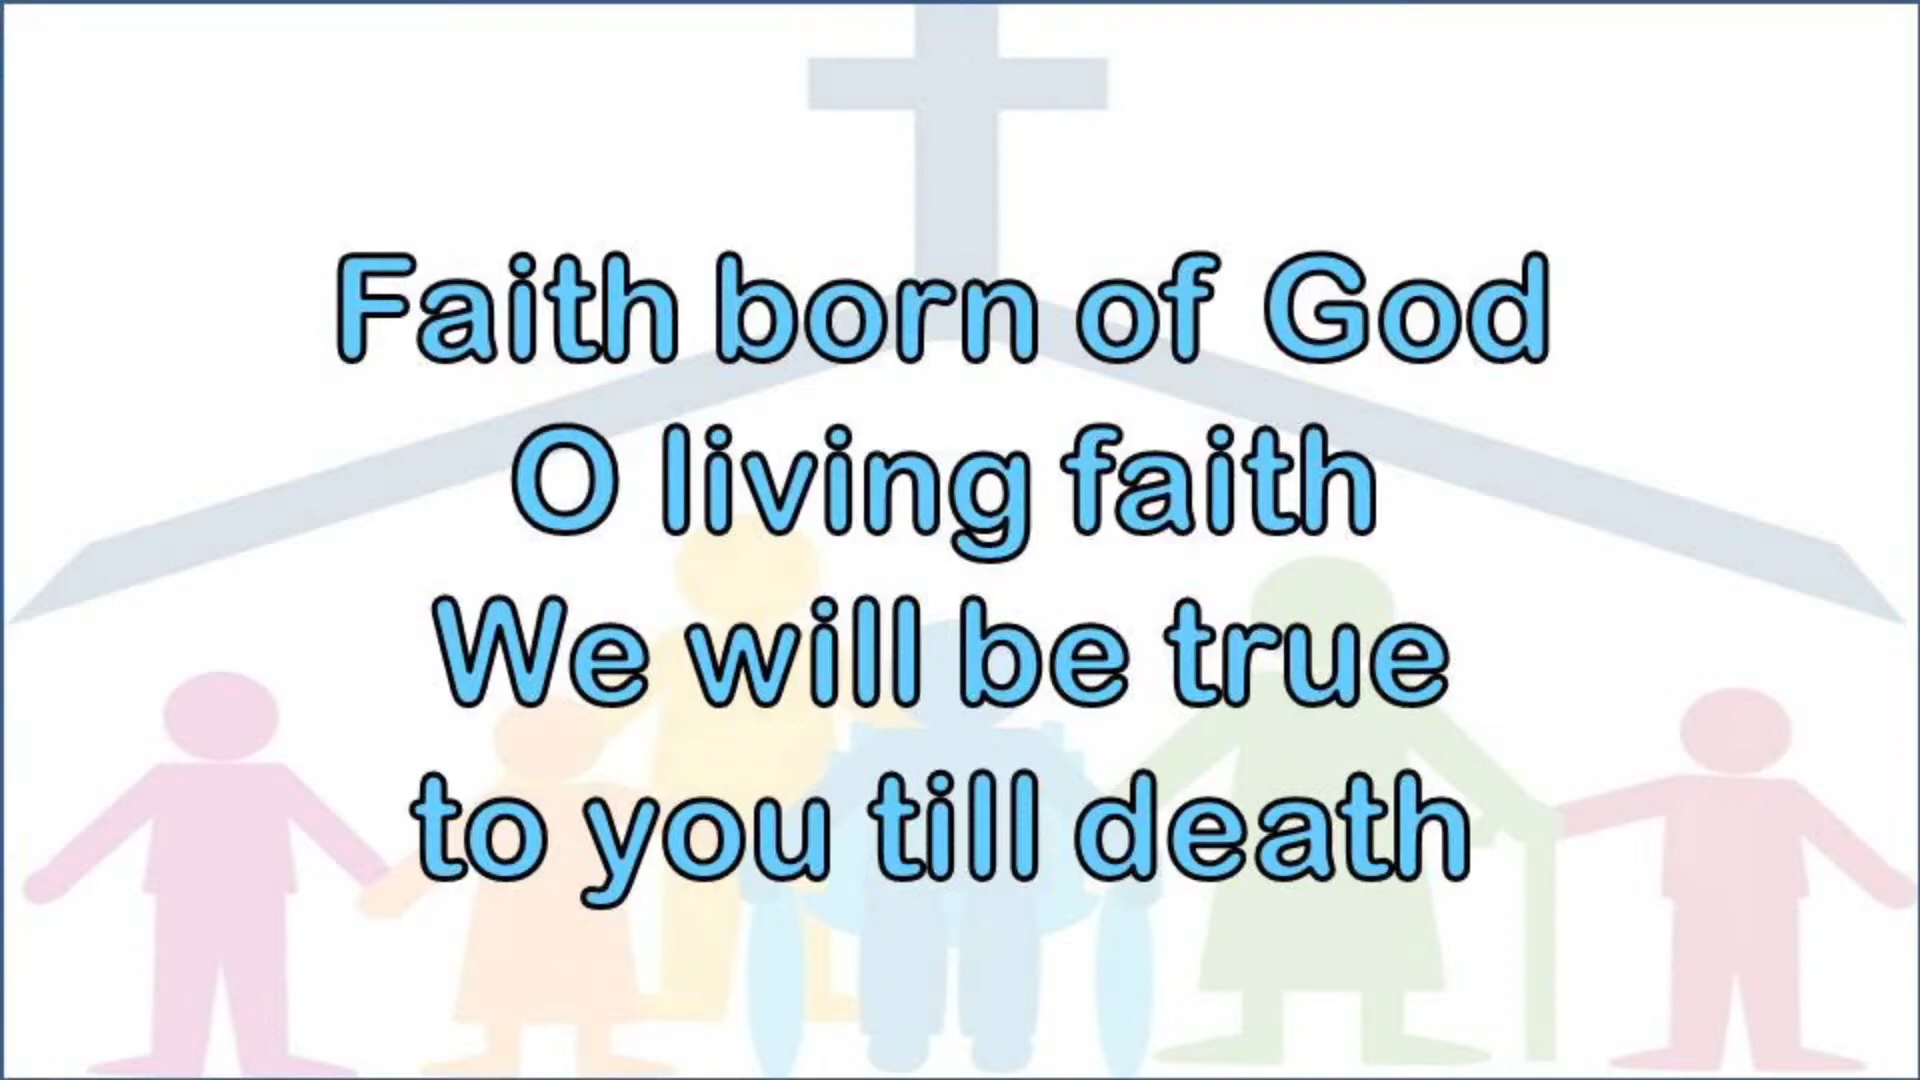 Faith born of God
O living faith
We will be true
to you till death